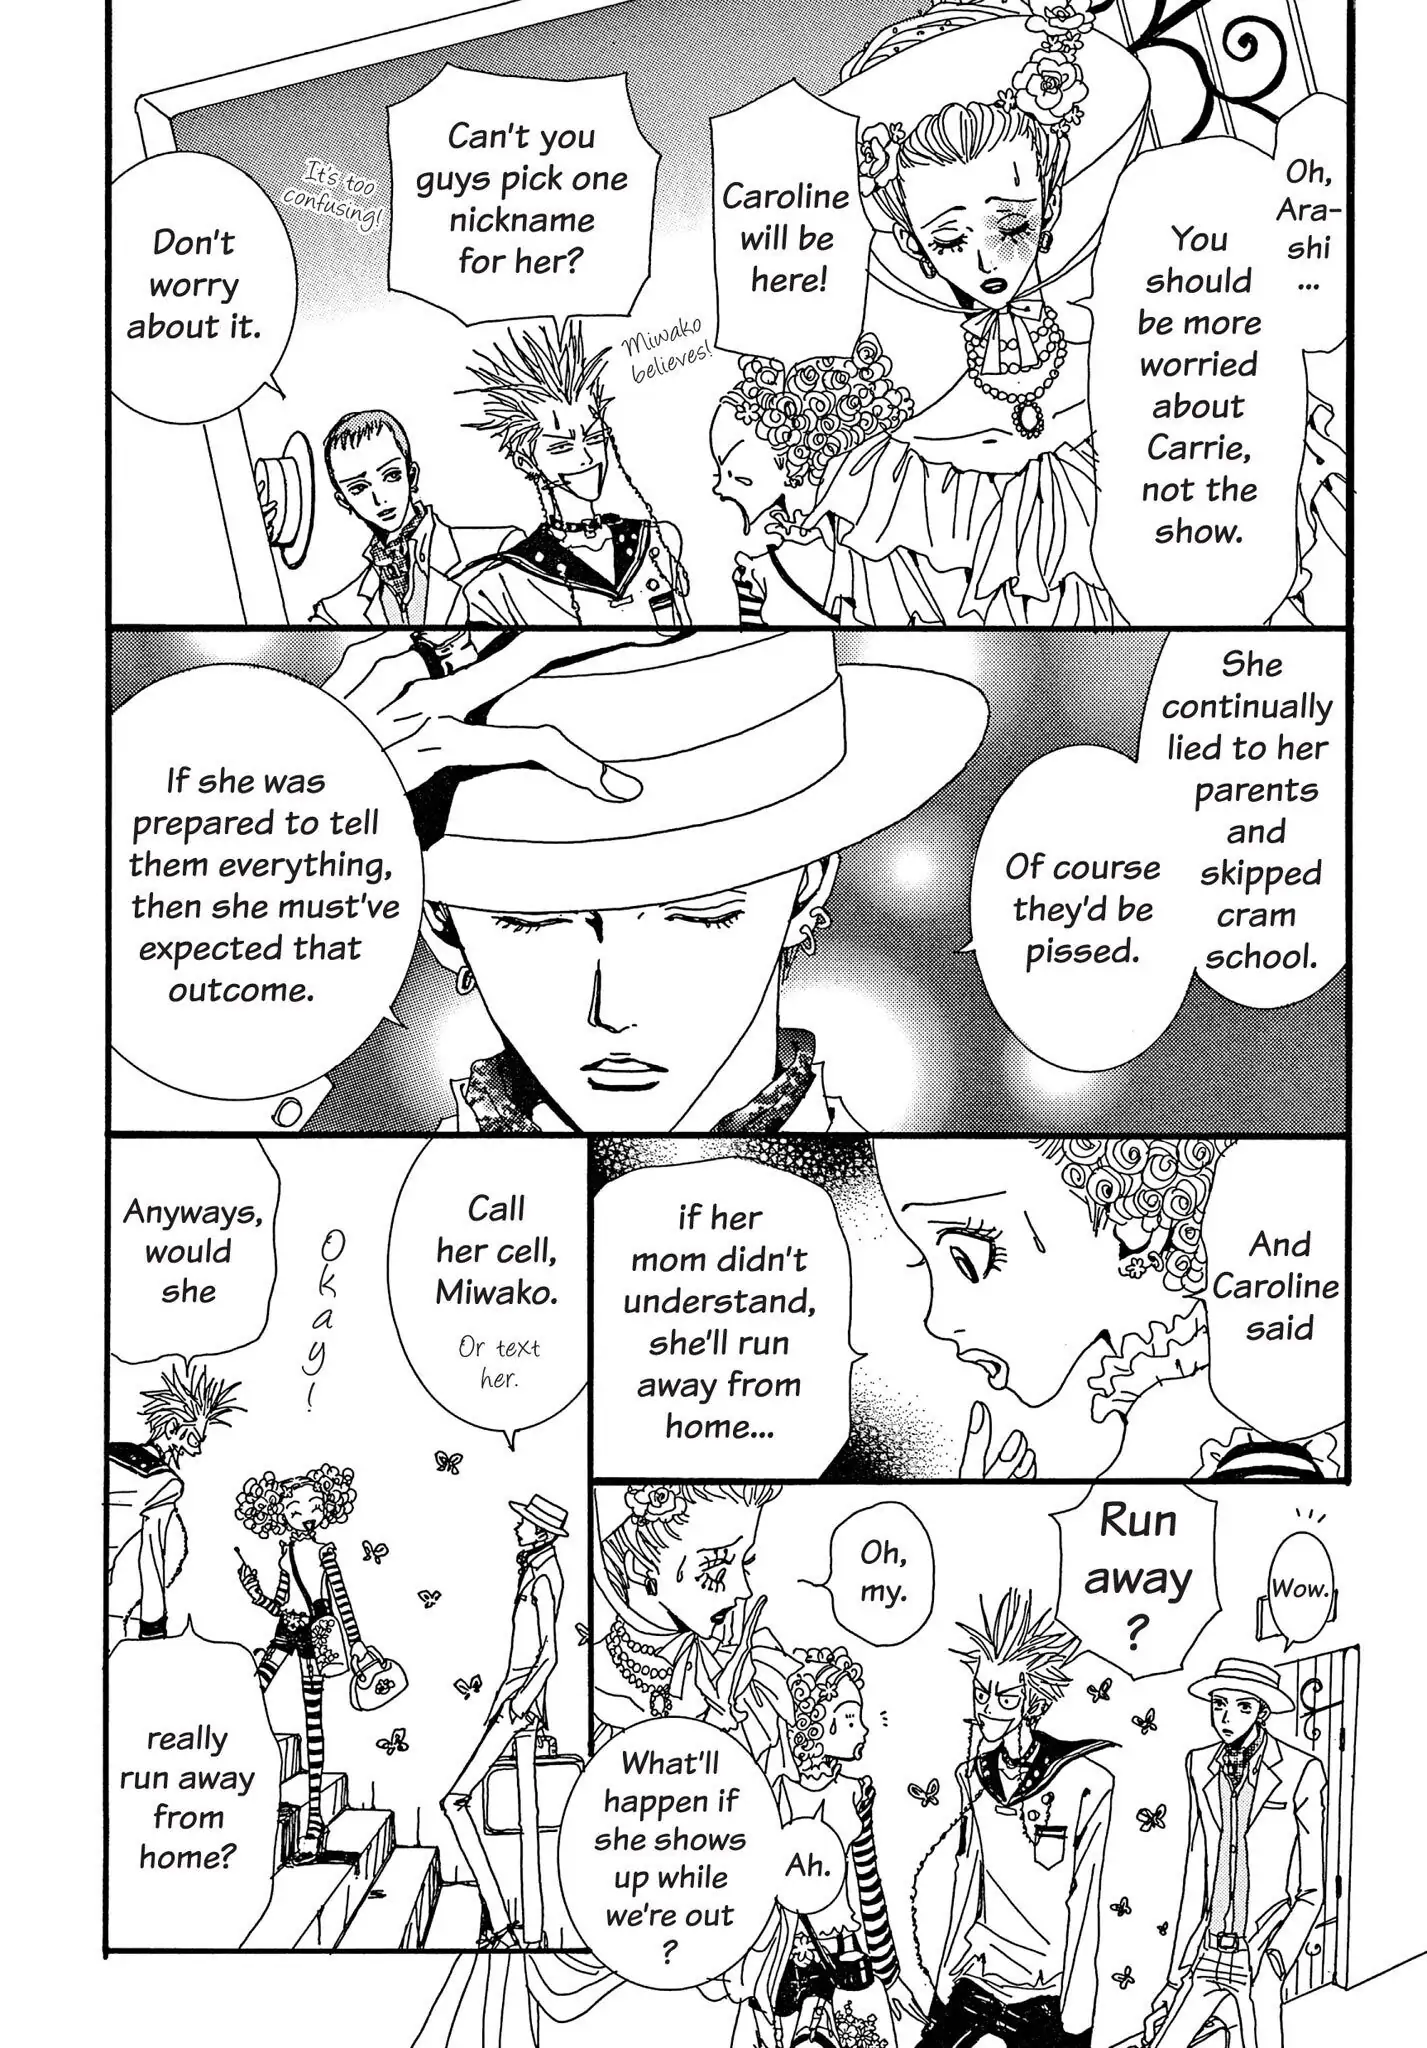 Oh,
Ara-
shi
...
You
should
be more
worried
about
Carrie,
not the
show.
Caroline
will be
here!
Miwako
believes!
Can't you
guys pick one
nickname
for her?
It's too
confusing!
Don't
worry
about it.
She
continually
lied to her
parents
and
skipped
cram
school.
Of course
they'd be
pissed.
If she was
prepared to tell
them everything,
then she must've
expected that
outcome.
And
Caroline
said
if her
mom didn't
understand,
she'll run
away from
home...
Wow.
Run
away
?
Oh,
my.
Ah.
What'll
happen if
she shows
up while
we're out
?
Call
her cell,
Miwako.
Or text
her.
Okay!
Anyways,
would
she
really
run away
from
home?